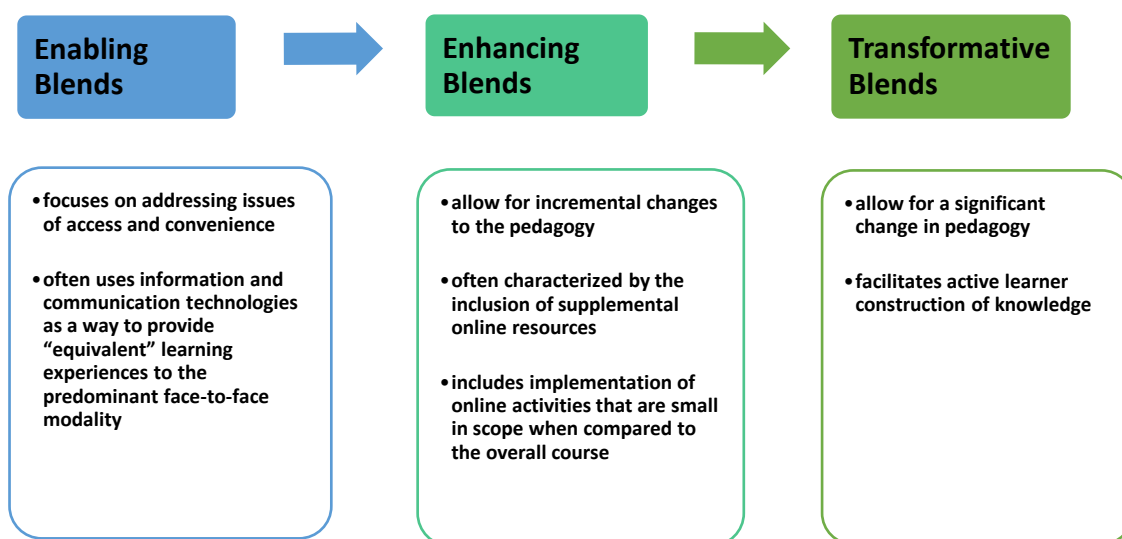 Enabling
Blends
Enhancing
Blends
Transformative
Blends
•focuses on addressing issues
of access and convenience
•often uses information and
communication technologies
as a way to provide
“equivalent” learning
experiences to the
predominant face-to-face
modality
•allow for incremental changes
to the pedagogy
•often characterized by the
inclusion of supplemental
online resources
•includes implementation of
online activities that are small
in scope when compared to
the overall course
•allow for a significant
change in pedagogy
•facilitates active learner
construction of knowledge